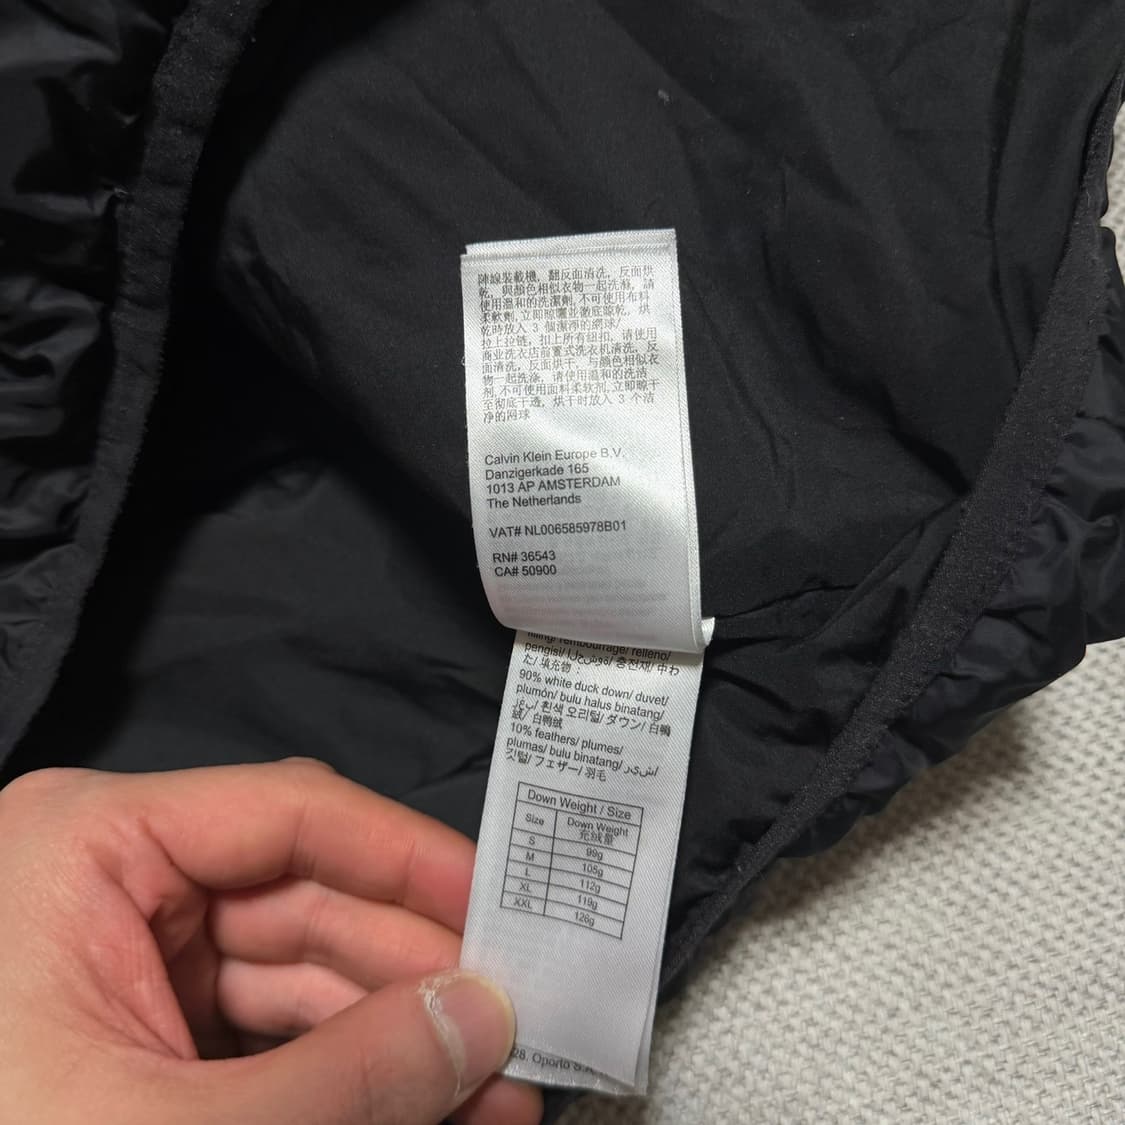 陣線裝載機，翻反面清洗，反面烘
乾，與顏色相似衣物一起洗滌，請
使用溫和的洗潔劑,不可使用布料
柔軟劑,立即晾曬並徹底晾乾，烘
乾時放入 3 個潔淨的網球/
拉上拉链，扣上所有纽扣，请使用
商业洗衣店前置式洗衣机清洗，反
面清洗，反面烘干，与颜色相似衣
物一起洗涤，请使用温和的洗洁
剂,不可使用面料柔软剂,立即晾干
至彻底干透，烘干时放入 3 个洁
净的网球
Calvin Klein Europe B.V.
Danzigerkade 165
1013 AP AMSTERDAM
The Netherlands
VAT# NL006585978B01
RN# 36543
CA# 50900
filling/ rembourrage/ relleno/
pengisi/ الحشوة/ 충전재/ 中わ
た/ 填充物：
90% white duck down/ duvet/
plumón/ bulu halus binatang/
زغب/ 흰색 오리털/ ダウン/ 白鴨
絨/ 白鸭绒
10% feathers/ plumes/
plumas/ bulu binatang/ ريش/
깃털/ フェザー/ 羽毛
Down Weight / Size
Size Down Weight
充绒量
S 99g
M 105g
L 112g
XL 119g
XXL 126g
28. Oporto S.